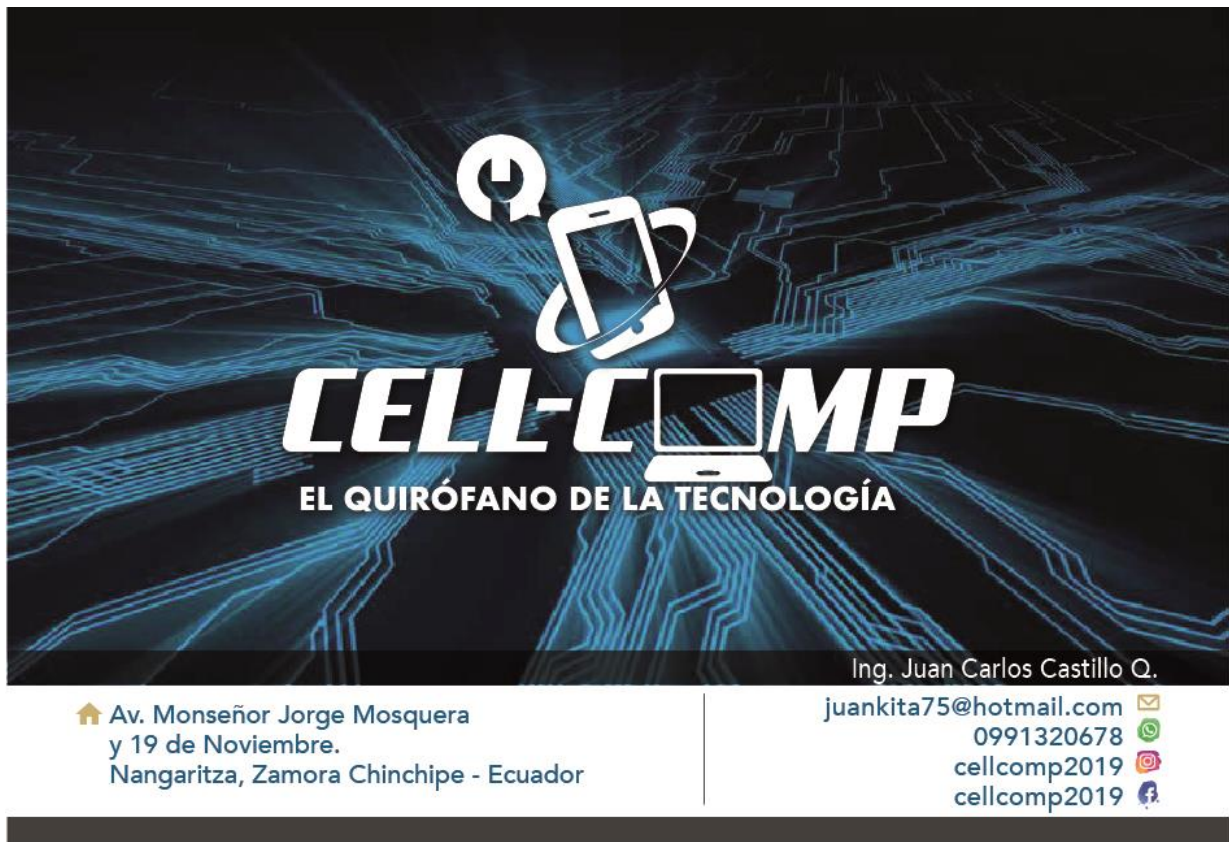 CELL-COMP
EL QUIRÓFANO DE LA TECNOLOGÍA
Ing. Juan Carlos Castillo Q.
Av. Monseñor Jorge Mosquera
y 19 de Noviembre.
Nangaritza, Zamora Chinchipe - Ecuador
juankita75@hotmail.com
0991320678
cellcomp2019
cellcomp2019